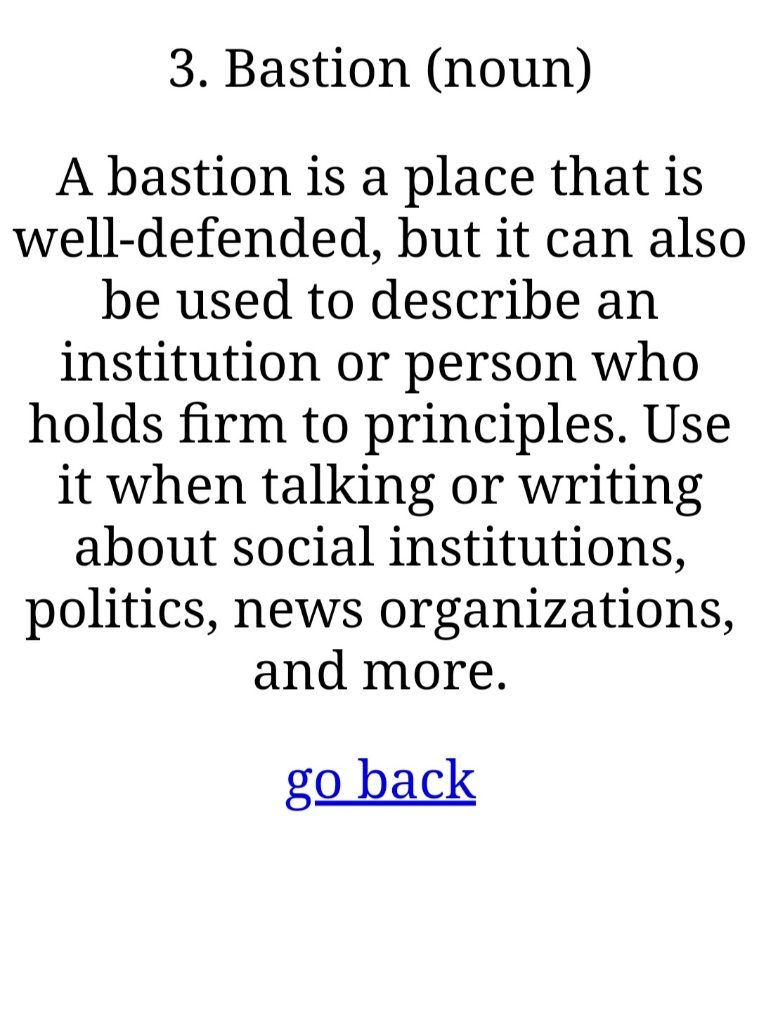 3. Bastion (noun)
A bastion is a place that is
well-defended, but it can also
be used to describe an
institution or person who
holds firm to principles. Use
it when talking or writing
about social institutions,
politics, news organizations,
and more.
go back